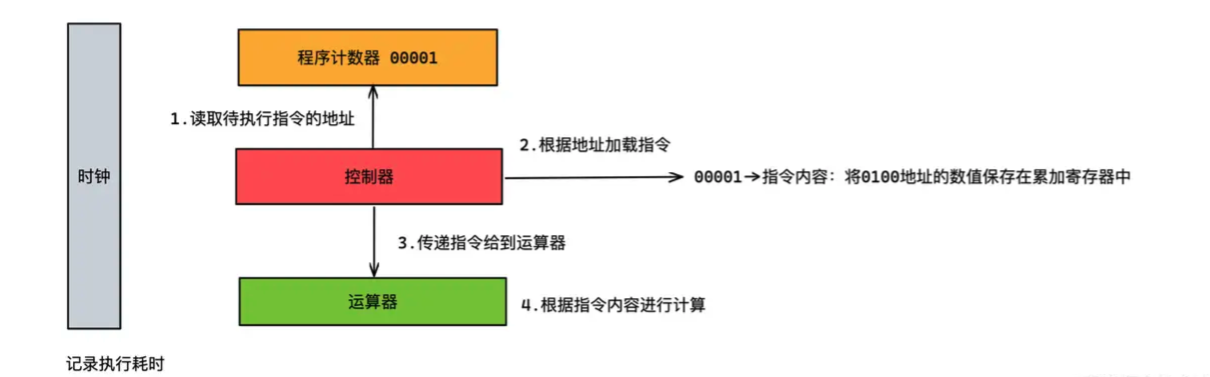 程序计数器 00001
1.读取待执行指令的地址
2.根据地址加载指令
时钟
控制器
00001→指令内容：将0100地址的数值保存在累加寄存器中
3.传递指令给到运算器
运算器
4.根据指令内容进行计算
记录执行耗时